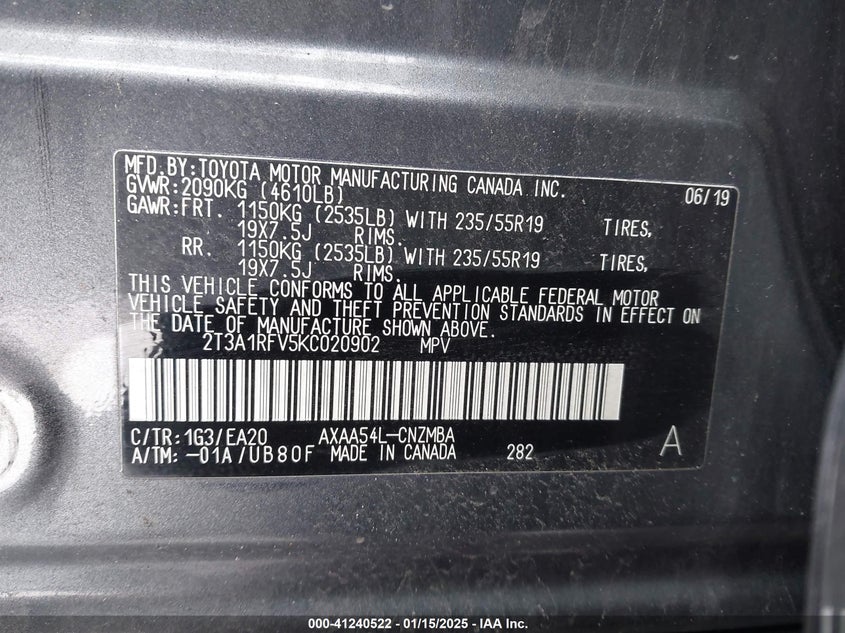 MFD. BY: TOYOTA MOTOR MANUFACTURING CANADA INC. 06/19
GVWR: 2090KG (4610LB)
GAWR: FRT. 1150KG (2535LB) WITH 235/55R19 TIRES,
19X7.5J RIMS.
RR. 1150KG (2535LB) WITH 235/55R19 TIRES,
19X7.5J RIMS.
THIS VEHICLE CONFORMS TO ALL APPLICABLE FEDERAL MOTOR
VEHICLE SAFETY AND THEFT PREVENTION STANDARDS IN EFFECT ON
THE DATE OF MANUFACTURE SHOWN ABOVE.
2T3A1RFV5KC020902 MPV
C/TR: 1G3/EA20 AXAA54L-CNZMBA A
A/TM: -01A/UB80F MADE IN CANADA 282
000-41240522 - 01/15/2025 - IAA Inc.